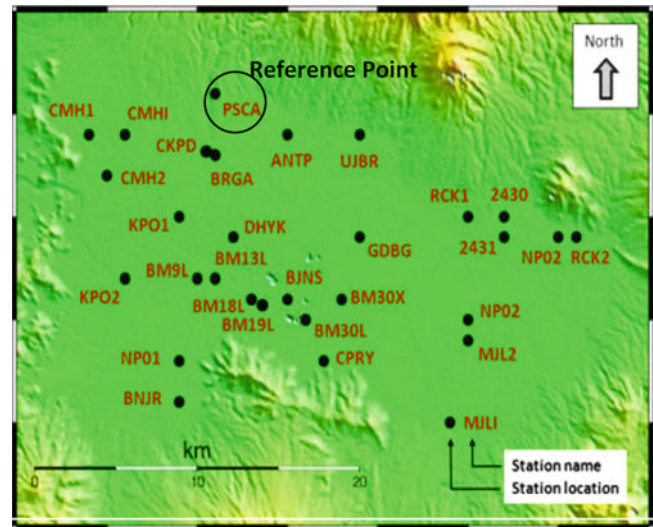 North
Reference Point
CMH1 CMHI PSCA
CKPD ANTP UJBR
CMH2 BRGA
RCK1 2430
KPO1 DHYK
GDBG 2431 NP02 RCK2
BM13L
BM9L BJNS
KPO2 BM18L BM30X
BM19L BM30L NP02
NP01 CPRY MJL2
BNJR
MJLI
km
0 10 20
Station name
Station location